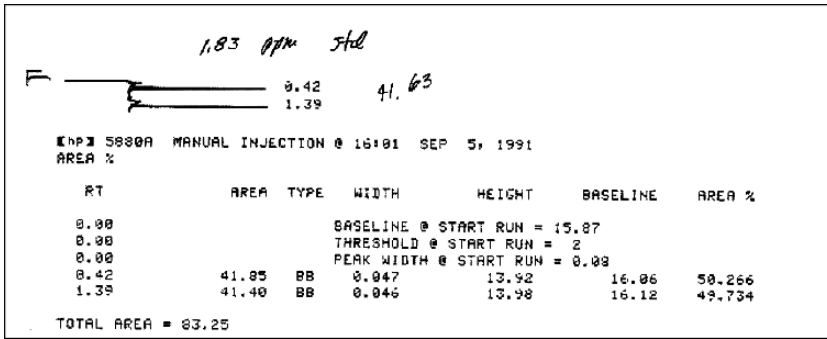 1.83 ppm std
0.42 41.63
1.39
[hp] 5880A MANUAL INJECTION @ 16:01 SEP 5, 1991
AREA %
RT AREA TYPE WIDTH HEIGHT BASELINE AREA %
0.00 BASELINE @ START RUN = 15.87
0.00 THRESHOLD @ START RUN = 2
0.00 PEAK WIDTH @ START RUN = 0.08
0.42 41.85 BB 0.047 13.92 16.06 50.266
1.39 41.40 BB 0.046 13.98 16.12 49.734
TOTAL AREA = 83.25